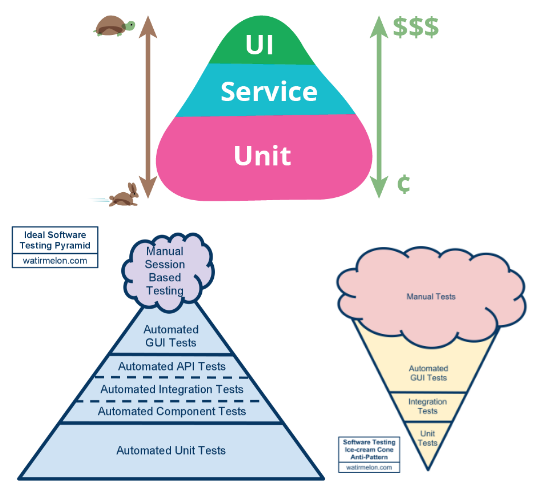 UI
$$$
Service
Unit
¢
Ideal Software
Testing Pyramid
watirmelon.com
Manual
Session
Based
Testing
Automated
GUI Tests
Automated API Tests
Automated Integration Tests
Automated Component Tests
Automated Unit Tests
Manual Tests
Automated
GUI Tests
Integration
Tests
Unit
Tests
Software Testing
Ice-cream Cone
Anti-Pattern
watirmelon.com